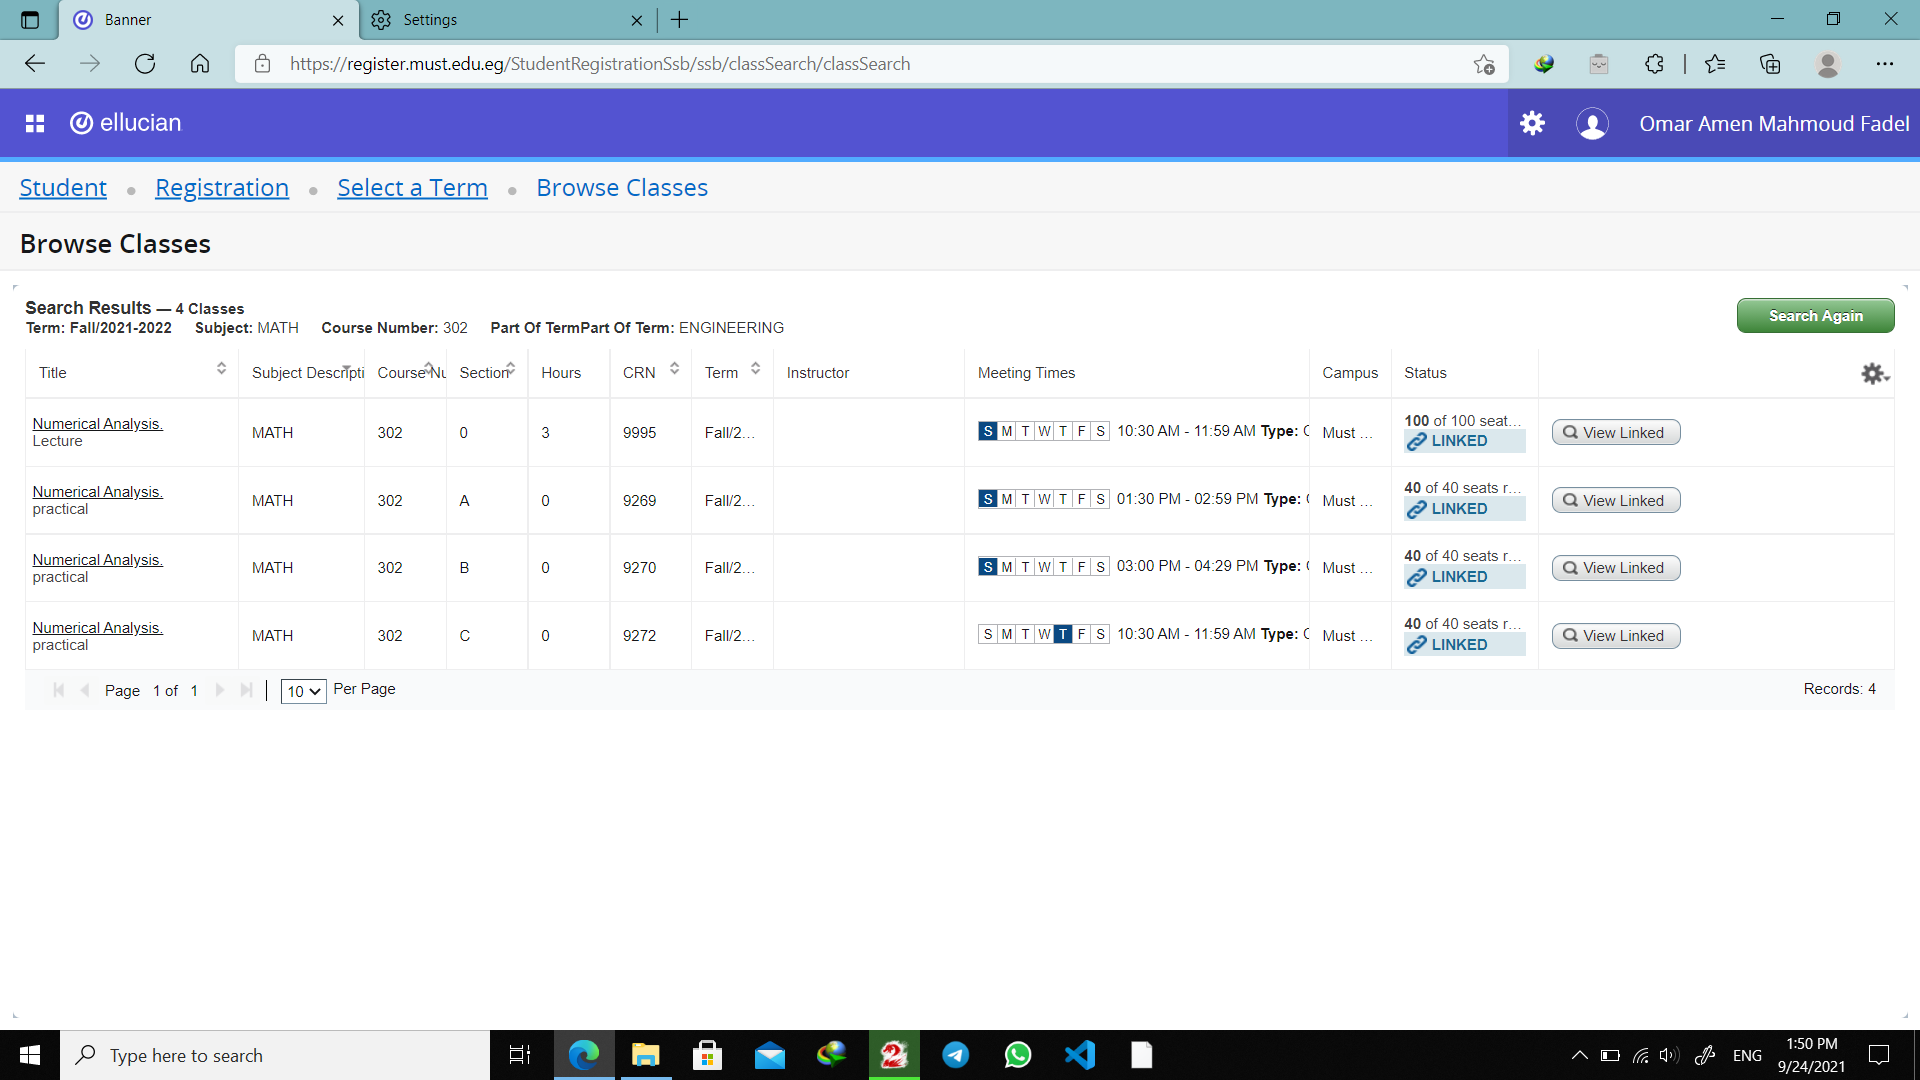 Banner
Settings
https://register.must.edu.eg/StudentRegistrationSsb/ssb/classSearch/classSearch
ellucian
Omar Amen Mahmoud Fadel
Student • Registration • Select a Term • Browse Classes
Browse Classes
Search Results — 4 Classes
Term: Fall/2021-2022 Subject: MATH Course Number: 302 Part Of TermPart Of Term: ENGINEERING
Search Again
Title Subject Descripti Course Nu Section Hours CRN Term Instructor Meeting Times Campus Status
Numerical Analysis.
Lecture
MATH 302 0 3 9995 Fall/2... S M T W T F S 10:30 AM - 11:59 AM Type: Must ...
100 of 100 seat...
LINKED
View Linked
Numerical Analysis.
practical
MATH 302 A 0 9269 Fall/2... S M T W T F S 01:30 PM - 02:59 PM Type: Must ...
40 of 40 seats r...
LINKED
View Linked
Numerical Analysis.
practical
MATH 302 B 0 9270 Fall/2... S M T W T F S 03:00 PM - 04:29 PM Type: Must ...
40 of 40 seats r...
LINKED
View Linked
Numerical Analysis.
practical
MATH 302 C 0 9272 Fall/2... S M T W T F S 10:30 AM - 11:59 AM Type: Must ...
40 of 40 seats r...
LINKED
View Linked
Page 1 of 1 | 10 Per Page
Records: 4
Type here to search
ENG
1:50 PM
9/24/2021